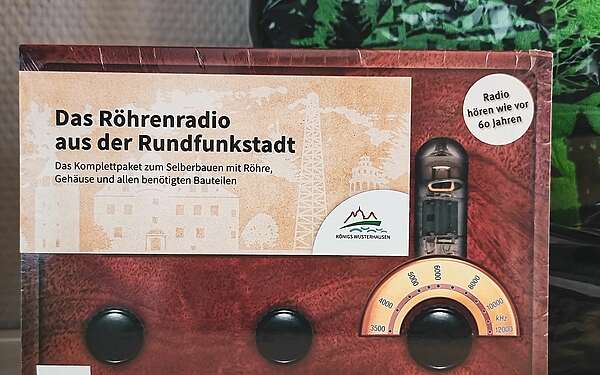 Das Röhrenradio
aus der Rundfunkstadt
Das Komplettpaket zum Selberbauen mit Röhre,
Gehäuse und allen benötigten Bauteilen
KÖNIGS WUSTERHAUSEN
Radio
hören wie vor
60 Jahren
3500
4000
5000
6000
8000
10000
kHz
12000